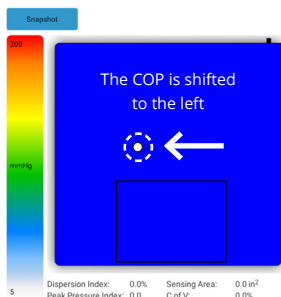 Snapshot
200
The COP is shifted
to the left
mmHg
Dispersion Index: 0.0% Sensing Area: 0.0 in²
5
Peak Pressure Index: 0.0 C of V: 0.0%